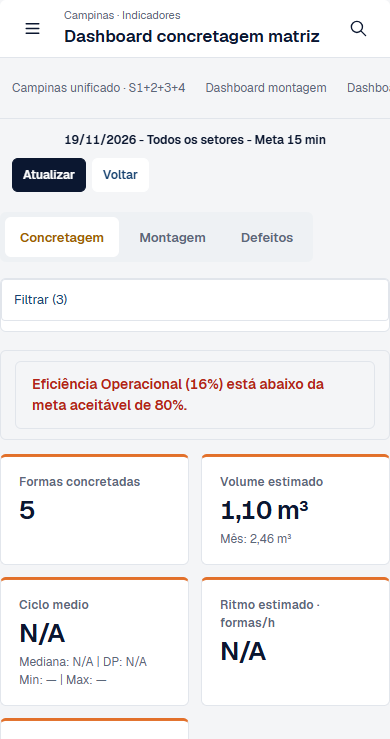 Campinas · Indicadores
Dashboard concretagem matriz
Campinas unificado · S1+2+3+4 Dashboard montagem Dashbo
19/11/2026 - Todos os setores - Meta 15 min
Atualizar Voltar
Concretagem Montagem Defeitos
Filtrar (3)
Eficiência Operacional (16%) está abaixo da
meta aceitável de 80%.
Formas concretadas
5
Volume estimado
1,10 m³
Mês: 2,46 m³
Ciclo medio
N/A
Mediana: N/A | DP: N/A
Min: — | Max: —
Ritmo estimado ·
formas/h
N/A